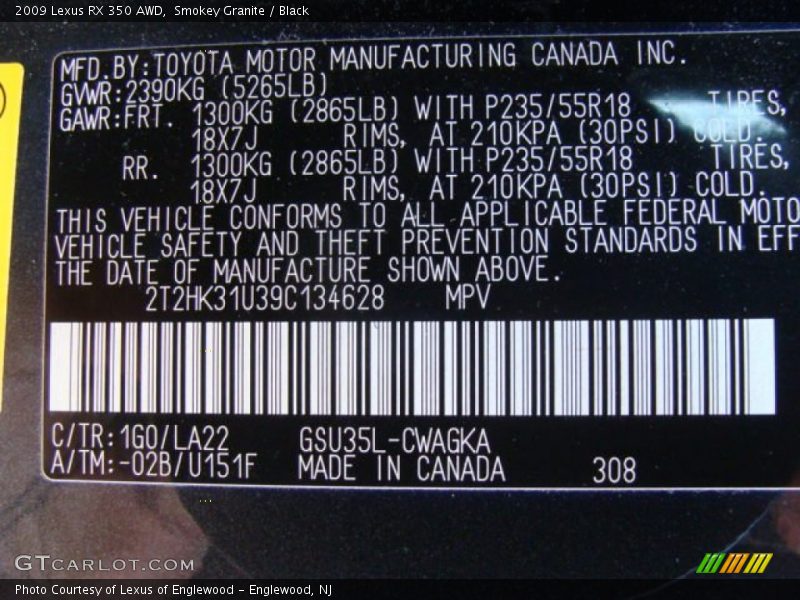 2009 Lexus RX 350 AWD, Smokey Granite / Black
MFD.BY:TOYOTA MOTOR MANUFACTURING CANADA INC.
GVWR:2390KG (5265LB)
GAWR:FRT. 1300KG (2865LB) WITH P235/55R18 TIRES,
18X7J RIMS, AT 210KPA (30PSI) COLD.
RR. 1300KG (2865LB) WITH P235/55R18 TIRES,
18X7J RIMS, AT 210KPA (30PSI) COLD.
THIS VEHICLE CONFORMS TO ALL APPLICABLE FEDERAL MOTO
VEHICLE SAFETY AND THEFT PREVENTION STANDARDS IN EFF
THE DATE OF MANUFACTURE SHOWN ABOVE.
2T2HK31U39C134628 MPV
C/TR:1G0/LA22 GSU35L-CWAGKA
A/TM:-02B/U151F MADE IN CANADA 308
GTCARLOT.COM
Photo Courtesy of Lexus of Englewood - Englewood, NJ